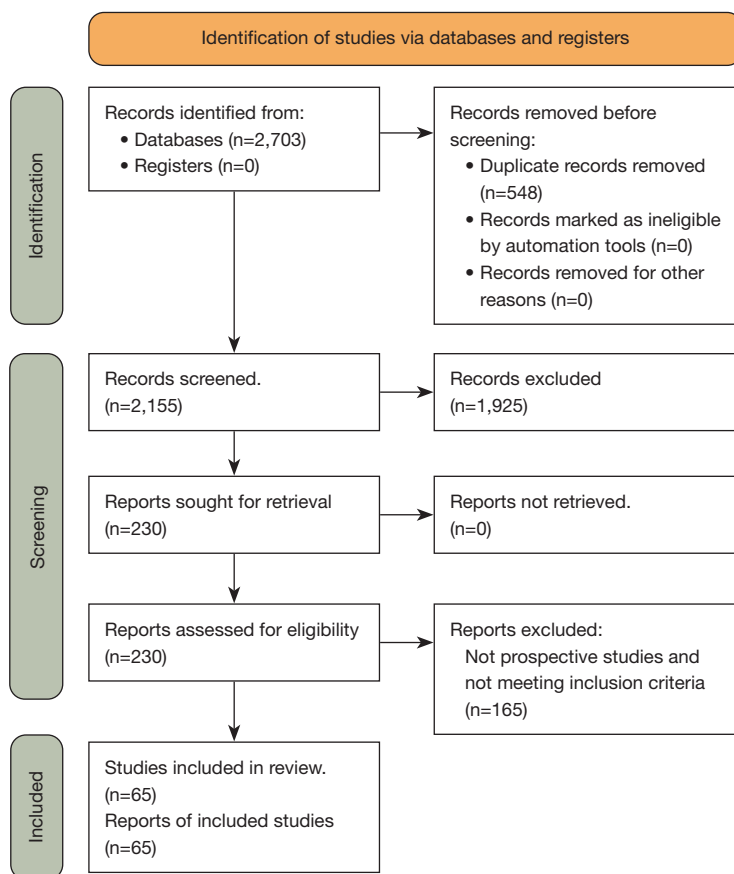 Identification of studies via databases and registers
Identification
Records identified from:
• Databases (n=2,703)
• Registers (n=0)
Records removed before
screening:
• Duplicate records removed
(n=548)
• Records marked as ineligible
by automation tools (n=0)
• Records removed for other
reasons (n=0)
Screening
Records screened.
(n=2,155)
Records excluded
(n=1,925)
Reports sought for retrieval
(n=230)
Reports not retrieved.
(n=0)
Reports assessed for eligibility
(n=230)
Reports excluded:
Not prospective studies and
not meeting inclusion criteria
(n=165)
Included
Studies included in review.
(n=65)
Reports of included studies
(n=65)